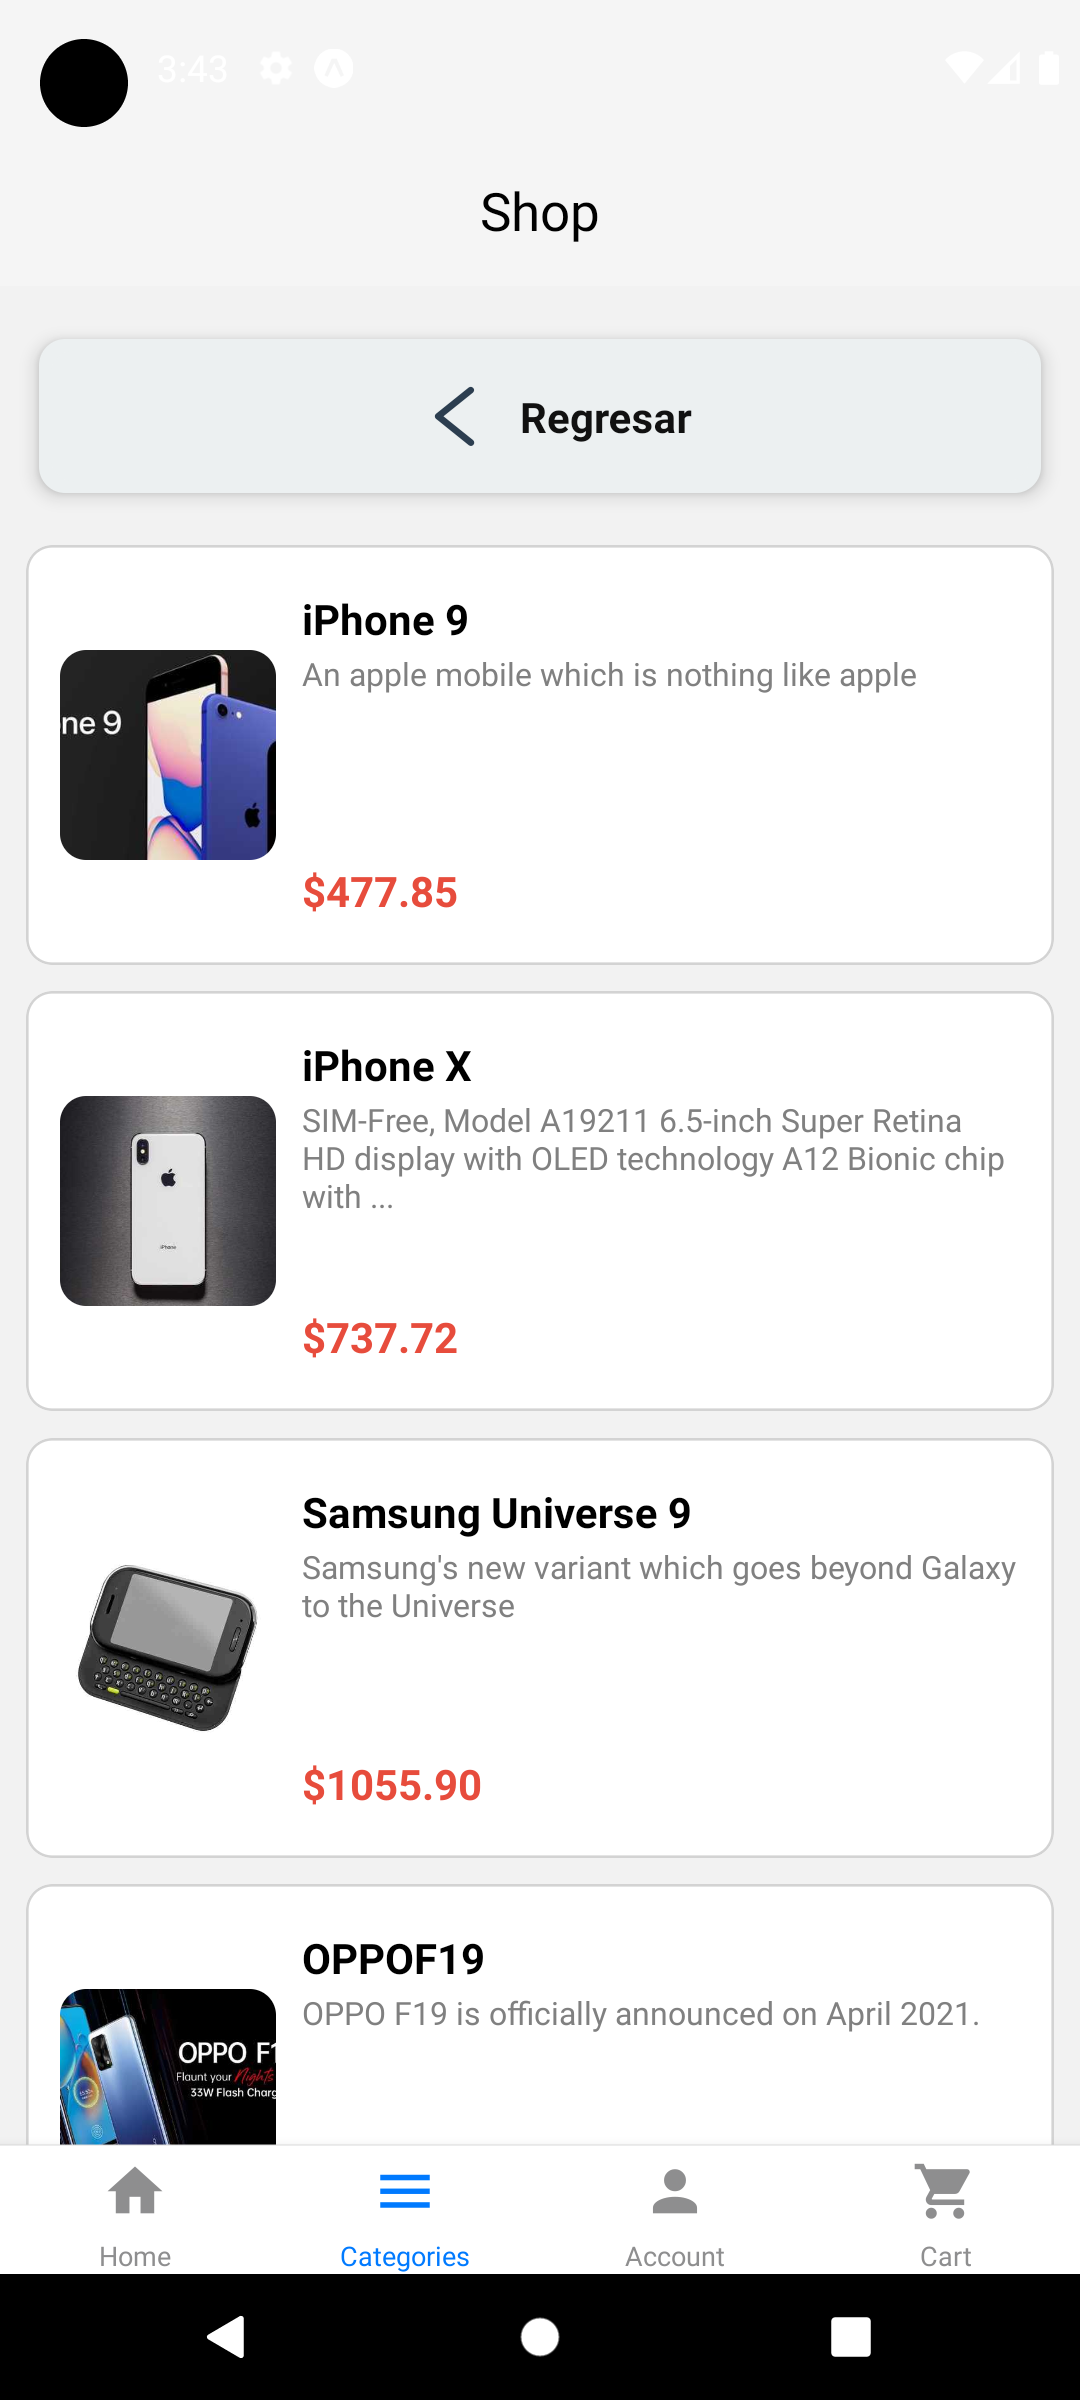 3:43
Shop
Regresar
iPhone 9
An apple mobile which is nothing like apple
ne 9
$477.85
iPhone X
SIM-Free, Model A19211 6.5-inch Super Retina
HD display with OLED technology A12 Bionic chip
with ...
iPhone
$737.72
Samsung Universe 9
Samsung's new variant which goes beyond Galaxy
to the Universe
$1055.90
OPPOF19
OPPO F19 is officially announced on April 2021.
OPPO F1
Flaunt your Nights
33W Flash Charg
Home
Categories
Account
Cart